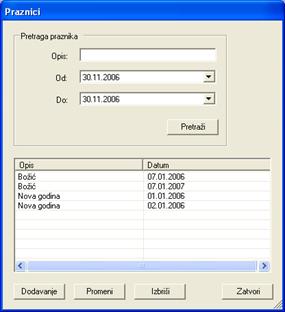 Praznici
Pretraga praznika
Opis:
Od: 30.11.2006
Do: 30.11.2006
Pretraži
Opis Datum
Božić 07.01.2006
Božić 07.01.2007
Nova godina 01.01.2006
Nova godina 02.01.2006
Dodavanje Promeni Izbriši Zatvori